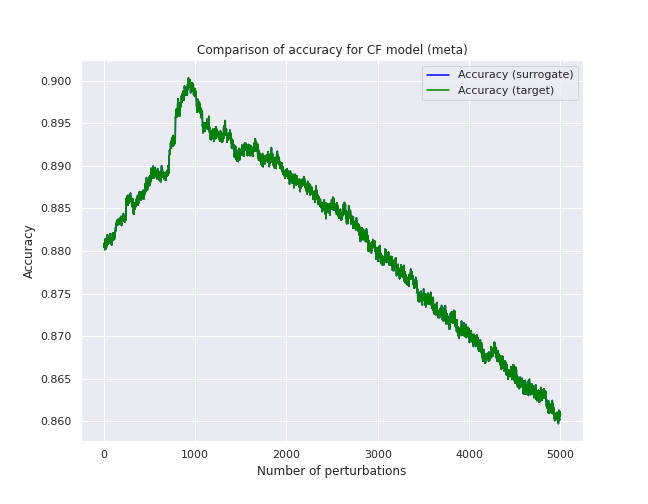 Comparison of accuracy for CF model (meta)
Accuracy (surrogate)
Accuracy (target)
0.900
0.895
0.890
0.885
0.880
0.875
0.870
0.865
0.860
Accuracy
0 1000 2000 3000 4000 5000
Number of perturbations